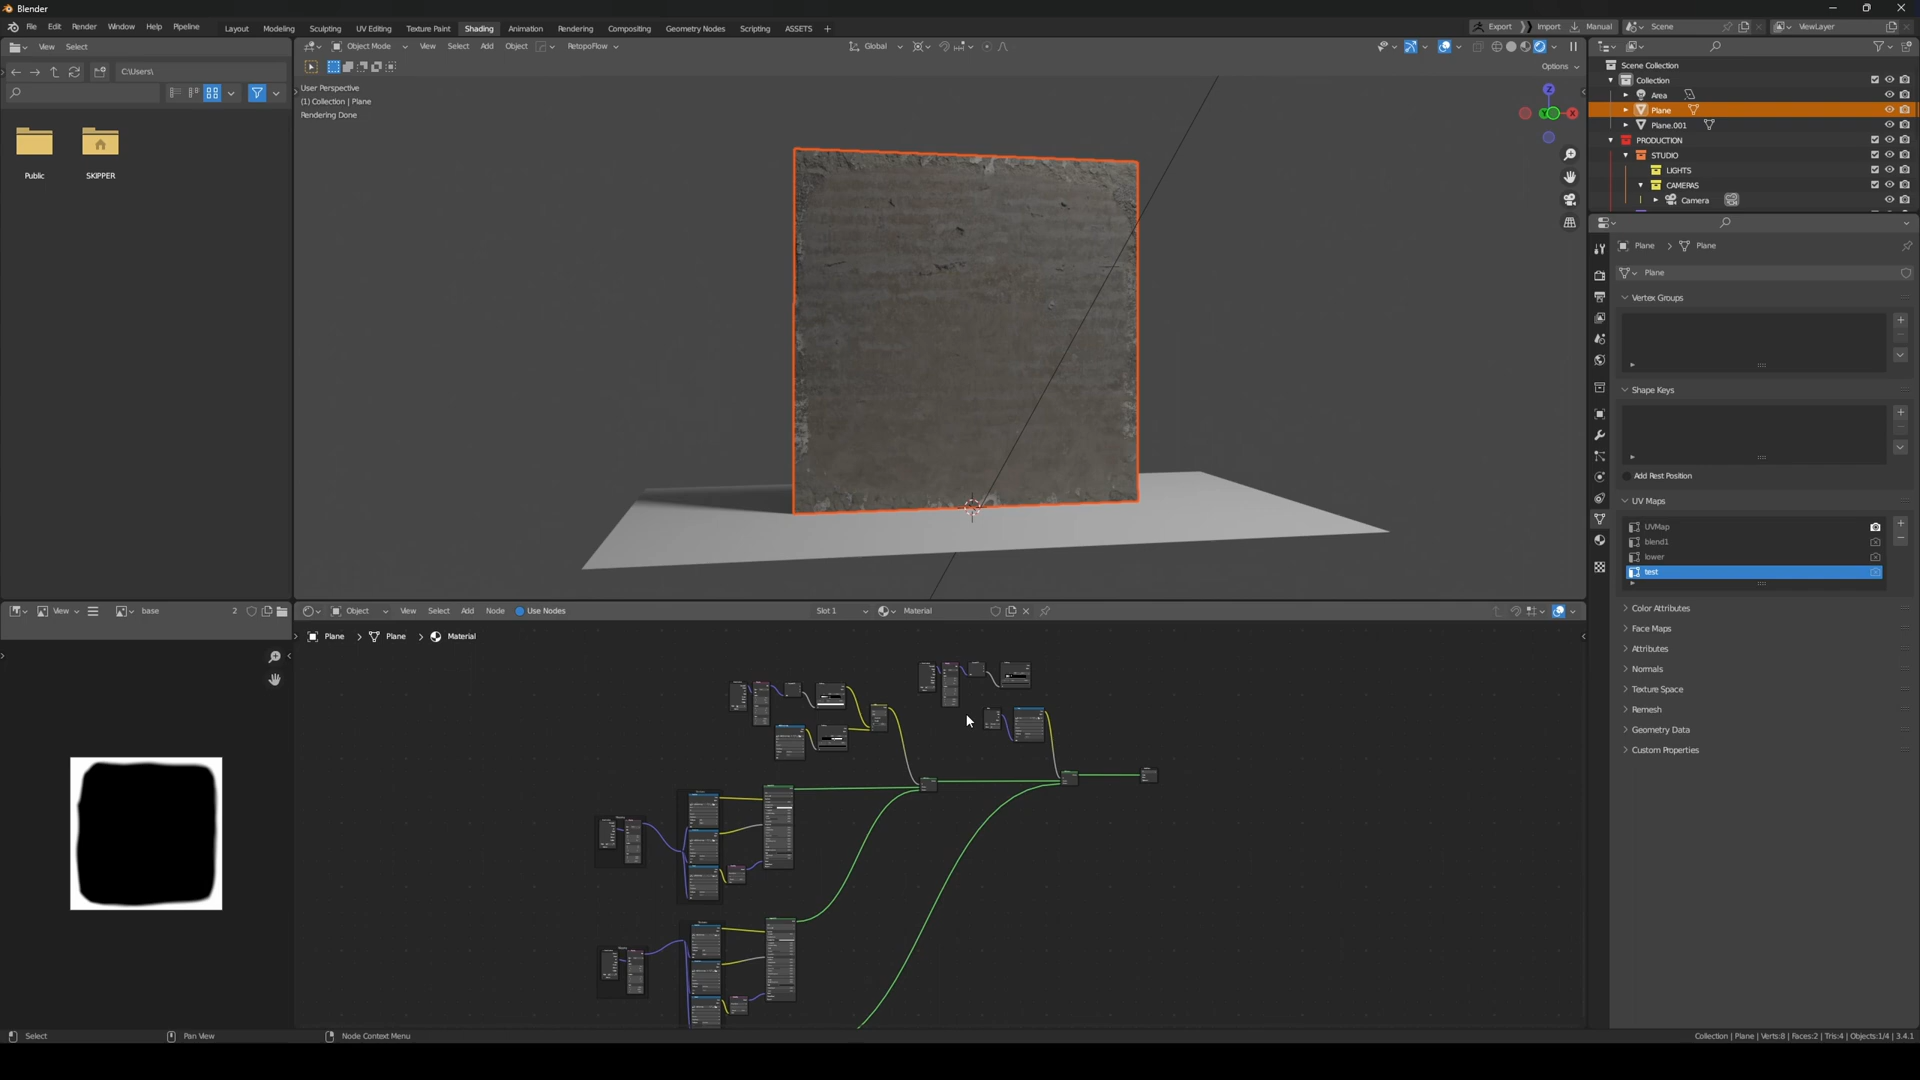 Blender
File Edit Render Window Help Pipeline Layout Modeling Sculpting UV Editing Texture Paint Shading Animation Rendering Compositing Geometry Nodes Scripting ASSETS + Export Import Manual Scene ViewLayer
View Select
Object Mode View Select Add Object RetopoFlow Global
C:\Users\
Options
Public SKIPPER
User Perspective
(1) Collection | Plane
Rendering Done
Z
Y X
Scene Collection
Collection
Area
Plane
Plane.001
PRODUCTION
STUDIO
LIGHTS
CAMERAS
Camera
Plane > Plane
Plane
Vertex Groups
Shape Keys
Add Rest Position
UV Maps
UVMap
blend1
lower
test
Color Attributes
Face Maps
Attributes
Normals
Texture Space
Remesh
Geometry Data
Custom Properties
View base 2
Object View Select Add Node Use Nodes Slot 1 Material
Plane > Plane > Material
Select Pan View Node Context Menu
Collection | Plane | Verts:8 | Faces:2 | Tris:4 | Objects:1/4 | 3.4.1